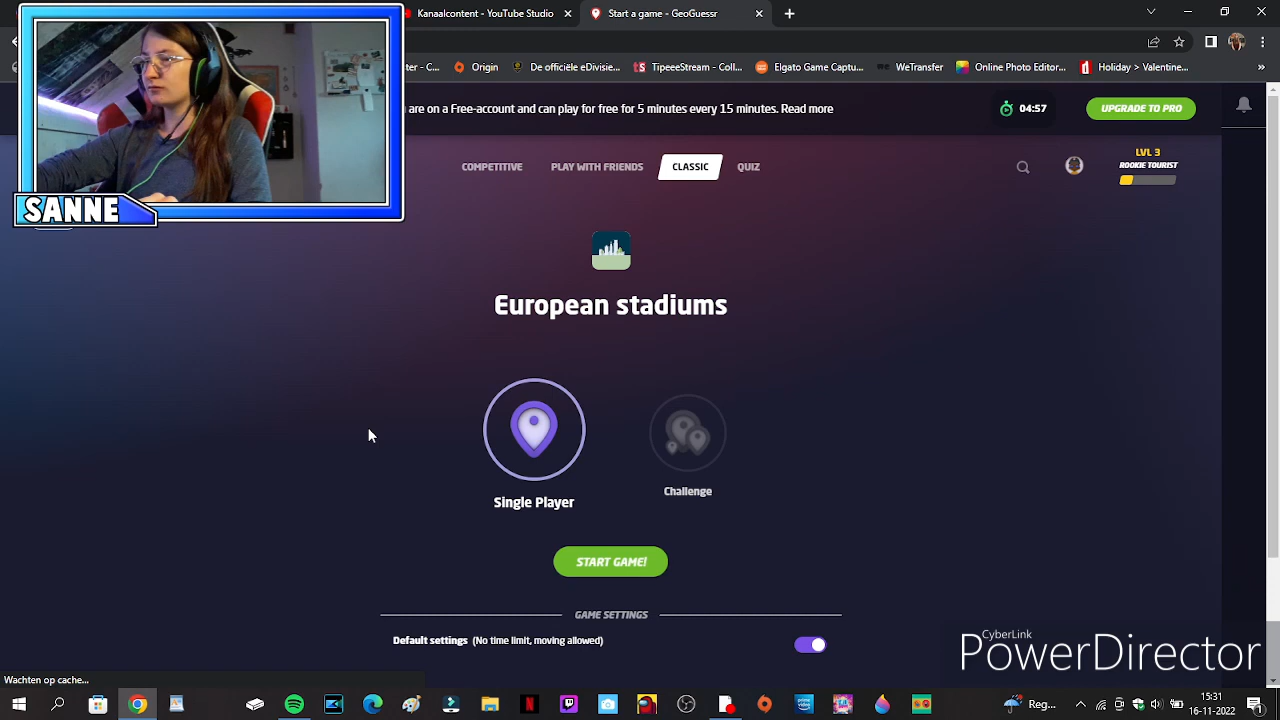 Kanaalcontent - YouTube Studio
Start a game - GeoGuessr
ter - C...
Origin
De officiële eDivise...
TipeeeStream - Coll...
Elgato Game Captu...
WeTransfer
Online Photo Editor...
Holiday > Valentine...
»
are on a Free-account and can play for free for 5 minutes every 15 minutes. Read more
04:57
UPGRADE TO PRO
COMPETITIVE
PLAY WITH FRIENDS
CLASSIC
QUIZ
LVL 3
ROOKIE TOURIST
SANNE
European stadiums
Single Player
Challenge
START GAME!
GAME SETTINGS
Default settings (No time limit, moving allowed)
CyberLink
PowerDirector
Wachten op cache...
15:31
16-11-2022